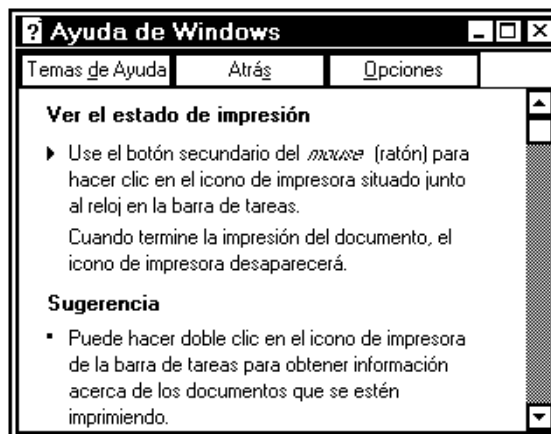 Ayuda de Windows
Temas de Ayuda Atrás Opciones
Ver el estado de impresión
Use el botón secundario del mouse (ratón) para
hacer clic en el icono de impresora situado junto
al reloj en la barra de tareas.
Cuando termine la impresión del documento, el
icono de impresora desaparecerá.
Sugerencia
▪ Puede hacer doble clic en el icono de impresora
de la barra de tareas para obtener información
acerca de los documentos que se estén
imprimiendo.